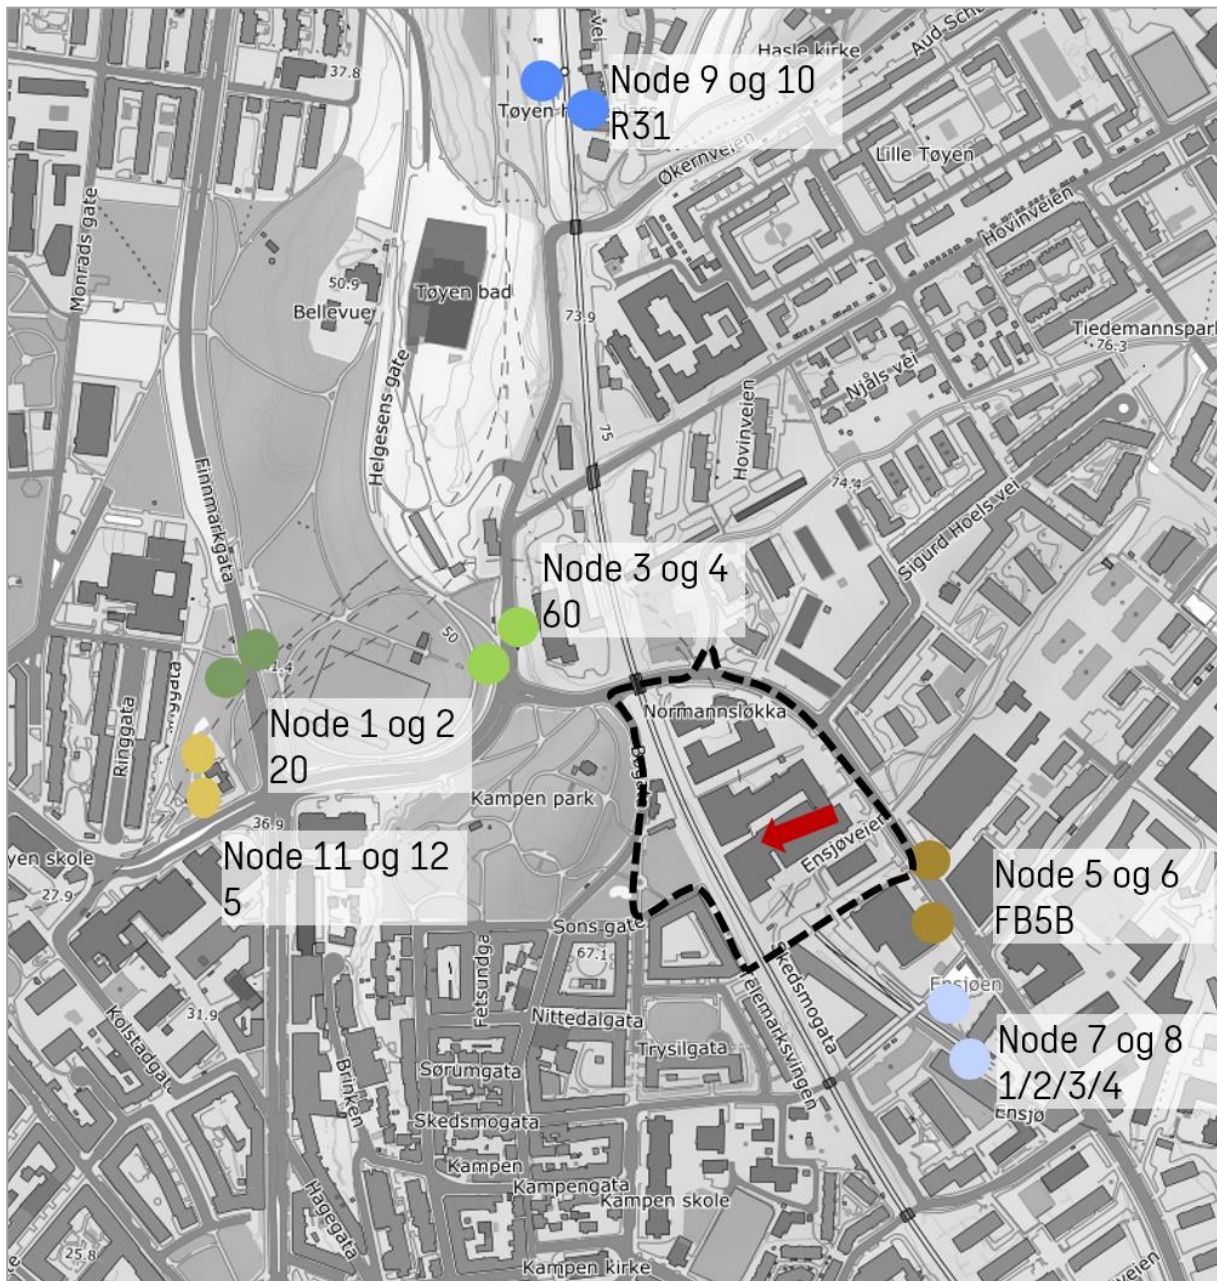 Hasle kirke
37.8
Node 9 og 10
R31
Økernveien
Lille Tøyen
Monrads gate
Hovinveien
50.9
Tøyen bad
Bellevue
73.9
Tiedemannspark
76.3
Njåls vei
Helgesens gate
75
Hovinveien
74.4
Finnmarkgata
Sigurd Hoels vei
Node 3 og 4
60
50
Ringgata
Node 1 og 2
20
Normannsløkka
Kampen park
Ensjøveien
36.9
yen skole
Node 11 og 12
5
27.9
Node 5 og 6
FB5B
Sons gate
67.1
Fetsundga
Skedsmogata
Ensjøen
Kolstadgat
31.9
Nittedalgata
Telemarksvingen
Trysilgata
Node 7 og 8
1/2/3/4
Brinken
Sørumgata
Ensjø
Skedsmogata
Kampen
Kampengata
Kampen skole
Hagegata
25.8
Kampen kirke
Ensjøveien